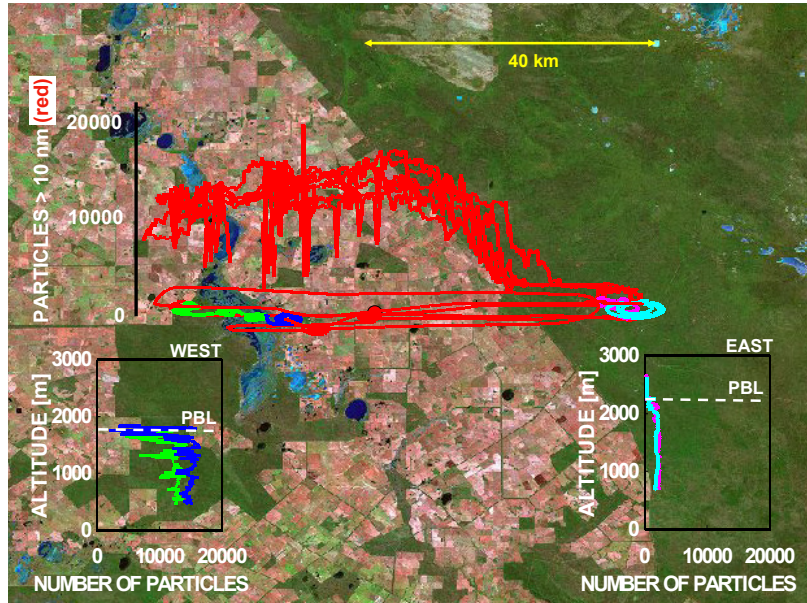 40 km
PARTICLES > 10 nm (red)
20000
10000
0
WEST
3000
2000
1000
0
ALTITUDE [m]
PBL
0 10000 20000
NUMBER OF PARTICLES
EAST
3000
2000
1000
0
ALTITUDE [m]
PBL
0 10000 20000
NUMBER OF PARTICLES